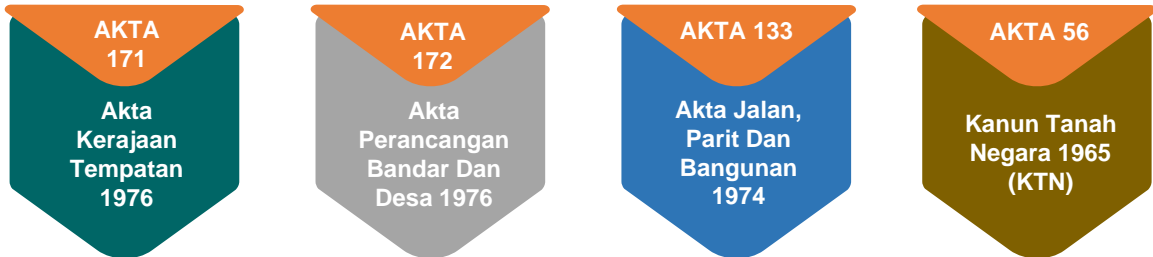 AKTA
171
Akta
Kerajaan
Tempatan
1976
AKTA
172
Akta
Perancangan
Bandar Dan
Desa 1976
AKTA 133
Akta Jalan,
Parit Dan
Bangunan
1974
AKTA 56
Kanun Tanah
Negara 1965
(KTN)